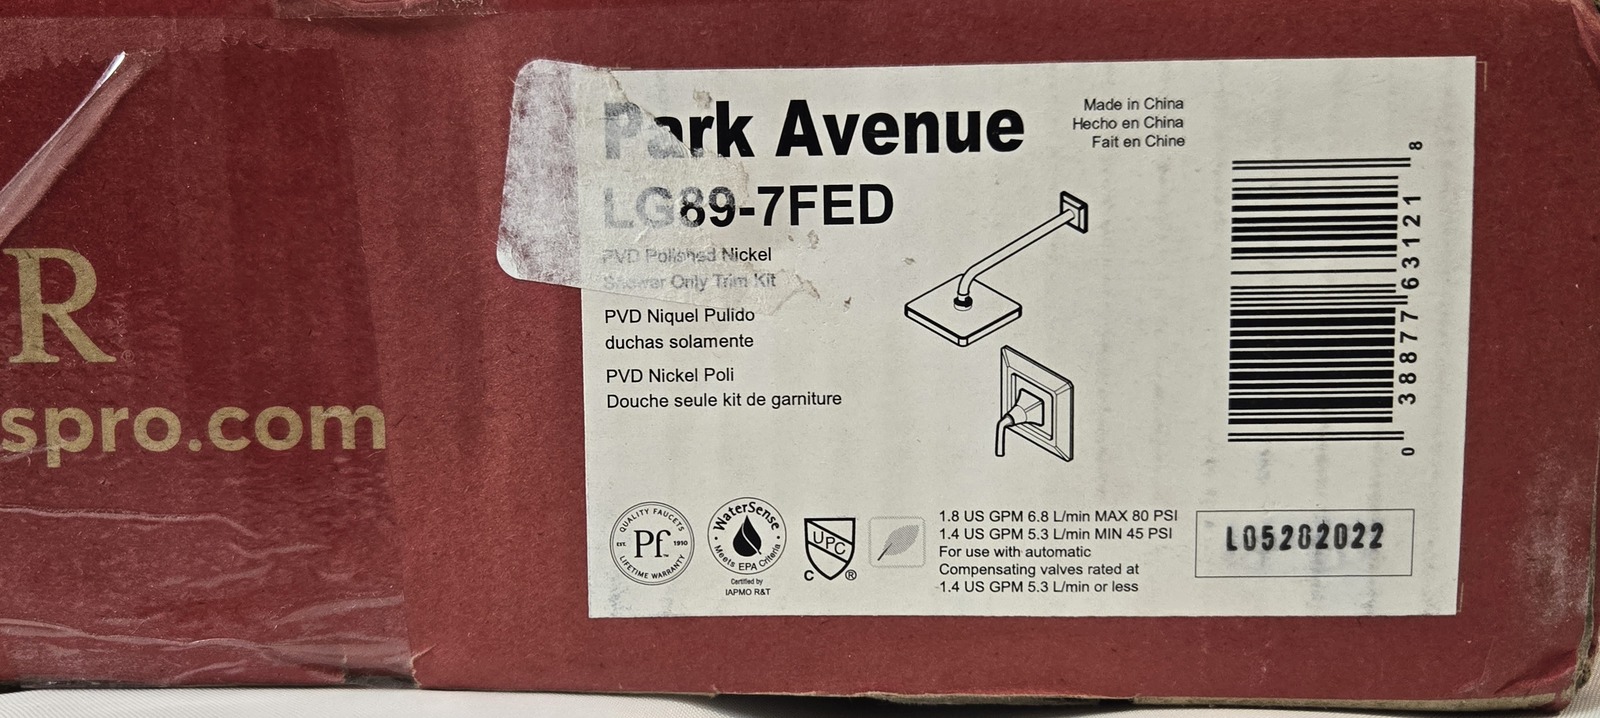 R
spro.com
Park Avenue
LG89-7FED
PVD Polished Nickel
Shower Only Trim Kit
PVD Niquel Pulido
duchas solamente
PVD Nickel Poli
Douche seule kit de garniture
Made in China
Hecho en China
Fait en Chine
0 38877 63121 8
QUALITY FAUCETS
EST. 1910
Pf™
LIFETIME WARRANTY
WaterSense
Meets EPA Criteria
Certified by
IAPMO R&T
UPC
C ®
1.8 US GPM 6.8 L/min MAX 80 PSI
1.4 US GPM 5.3 L/min MIN 45 PSI
For use with automatic
Compensating valves rated at
1.4 US GPM 5.3 L/min or less
L05282022